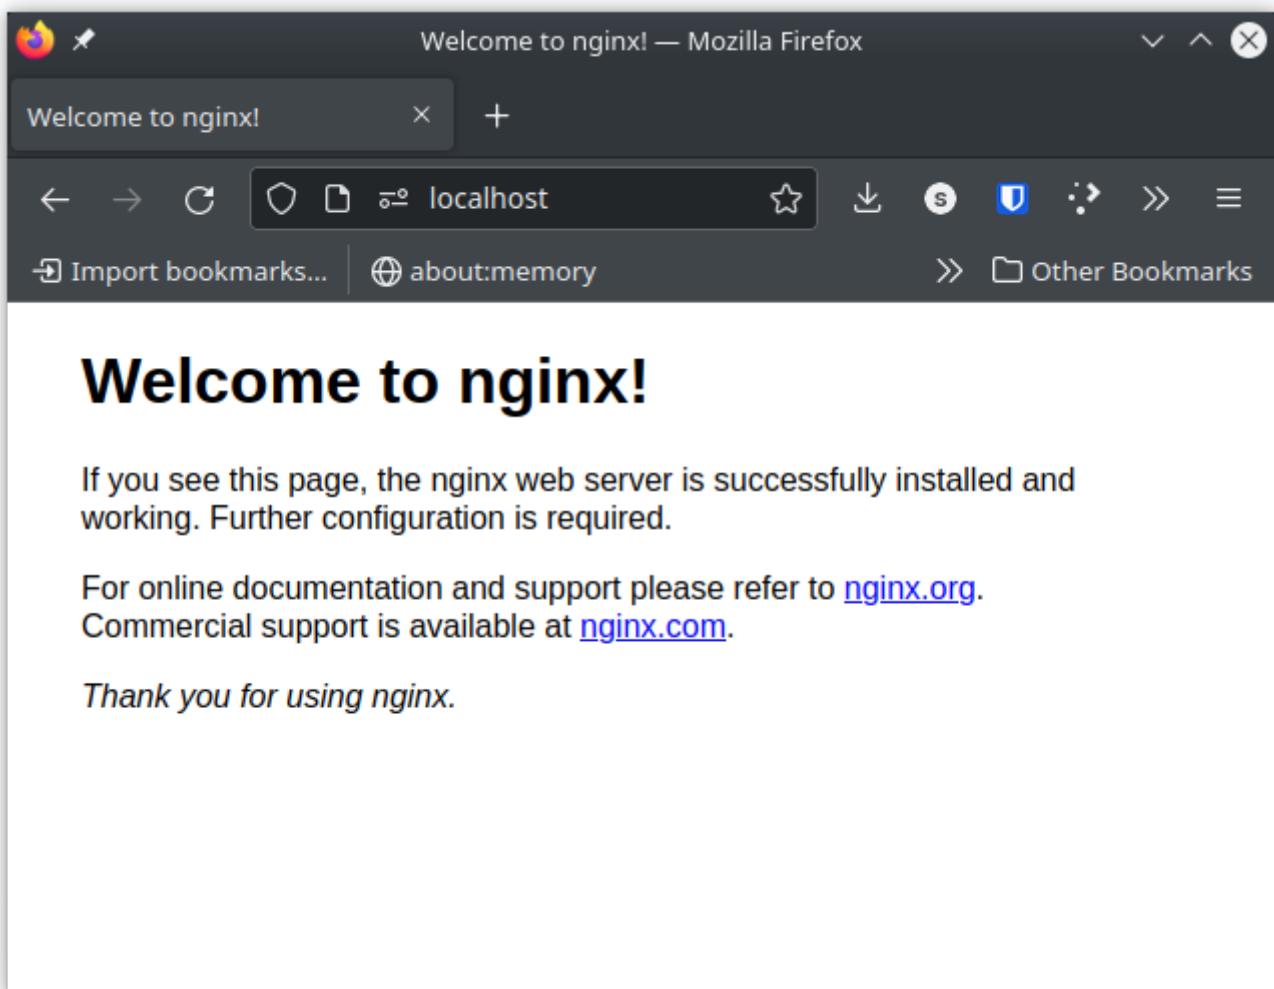 Welcome to nginx! — Mozilla Firefox
Welcome to nginx!
localhost
S
Import bookmarks...
about:memory
Other Bookmarks
Welcome to nginx!
If you see this page, the nginx web server is successfully installed and
working. Further configuration is required.
For online documentation and support please refer to nginx.org.
Commercial support is available at nginx.com.
Thank you for using nginx.